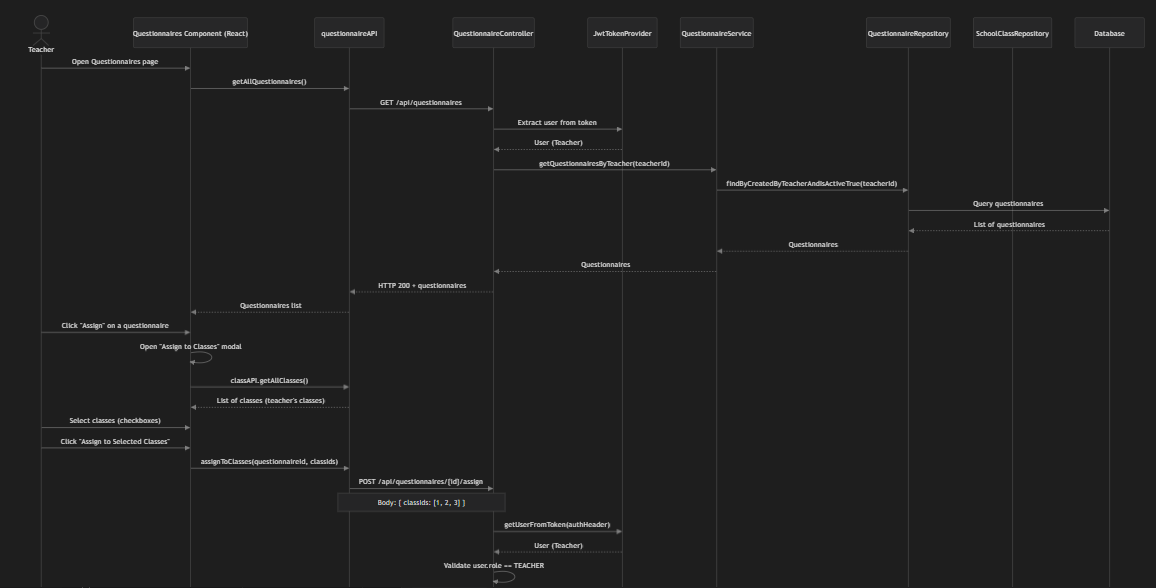 Teacher
Questionnaires Component (React)
questionnaireAPI
QuestionnaireController
JwtTokenProvider
QuestionnaireService
QuestionnaireRepository
SchoolClassRepository
Database
Open Questionnaires page
getAllQuestionnaires()
GET /api/questionnaires
Extract user from token
User (Teacher)
getQuestionnairesByTeacher(teacherId)
findByCreatedByTeacherAndIsActiveTrue(teacherId)
Query questionnaires
List of questionnaires
Questionnaires
Questionnaires
HTTP 200 + questionnaires
Questionnaires list
Click "Assign" on a questionnaire
Open "Assign to Classes" modal
classAPI.getAllClasses()
List of classes (teacher's classes)
Select classes (checkboxes)
Click "Assign to Selected Classes"
assignToClasses(questionnaireId, classIds)
POST /api/questionnaires/{id}/assign
Body: { classIds: [1, 2, 3] }
getUserFromToken(authHeader)
User (Teacher)
Validate user.role == TEACHER